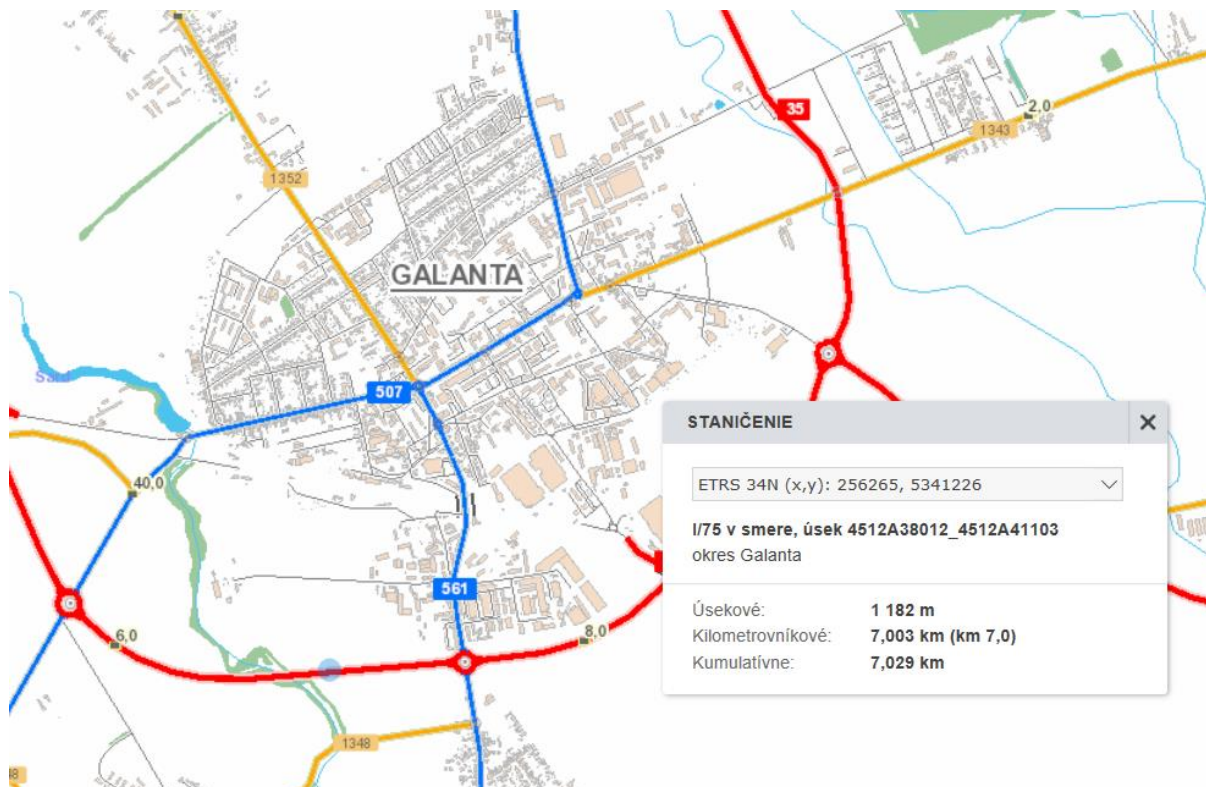 35
2,0
1343
1352
GALANTA
507
STANIČENIE
ETRS 34N (x,y): 256265, 5341226
40,0
I/75 v smere, úsek 4512A38012_4512A41103
okres Galanta
561
Úsekové: 1 182 m
Kilometrovníkové: 7,003 km (km 7,0)
Kumulatívne: 7,029 km
6,0
8,0
1348